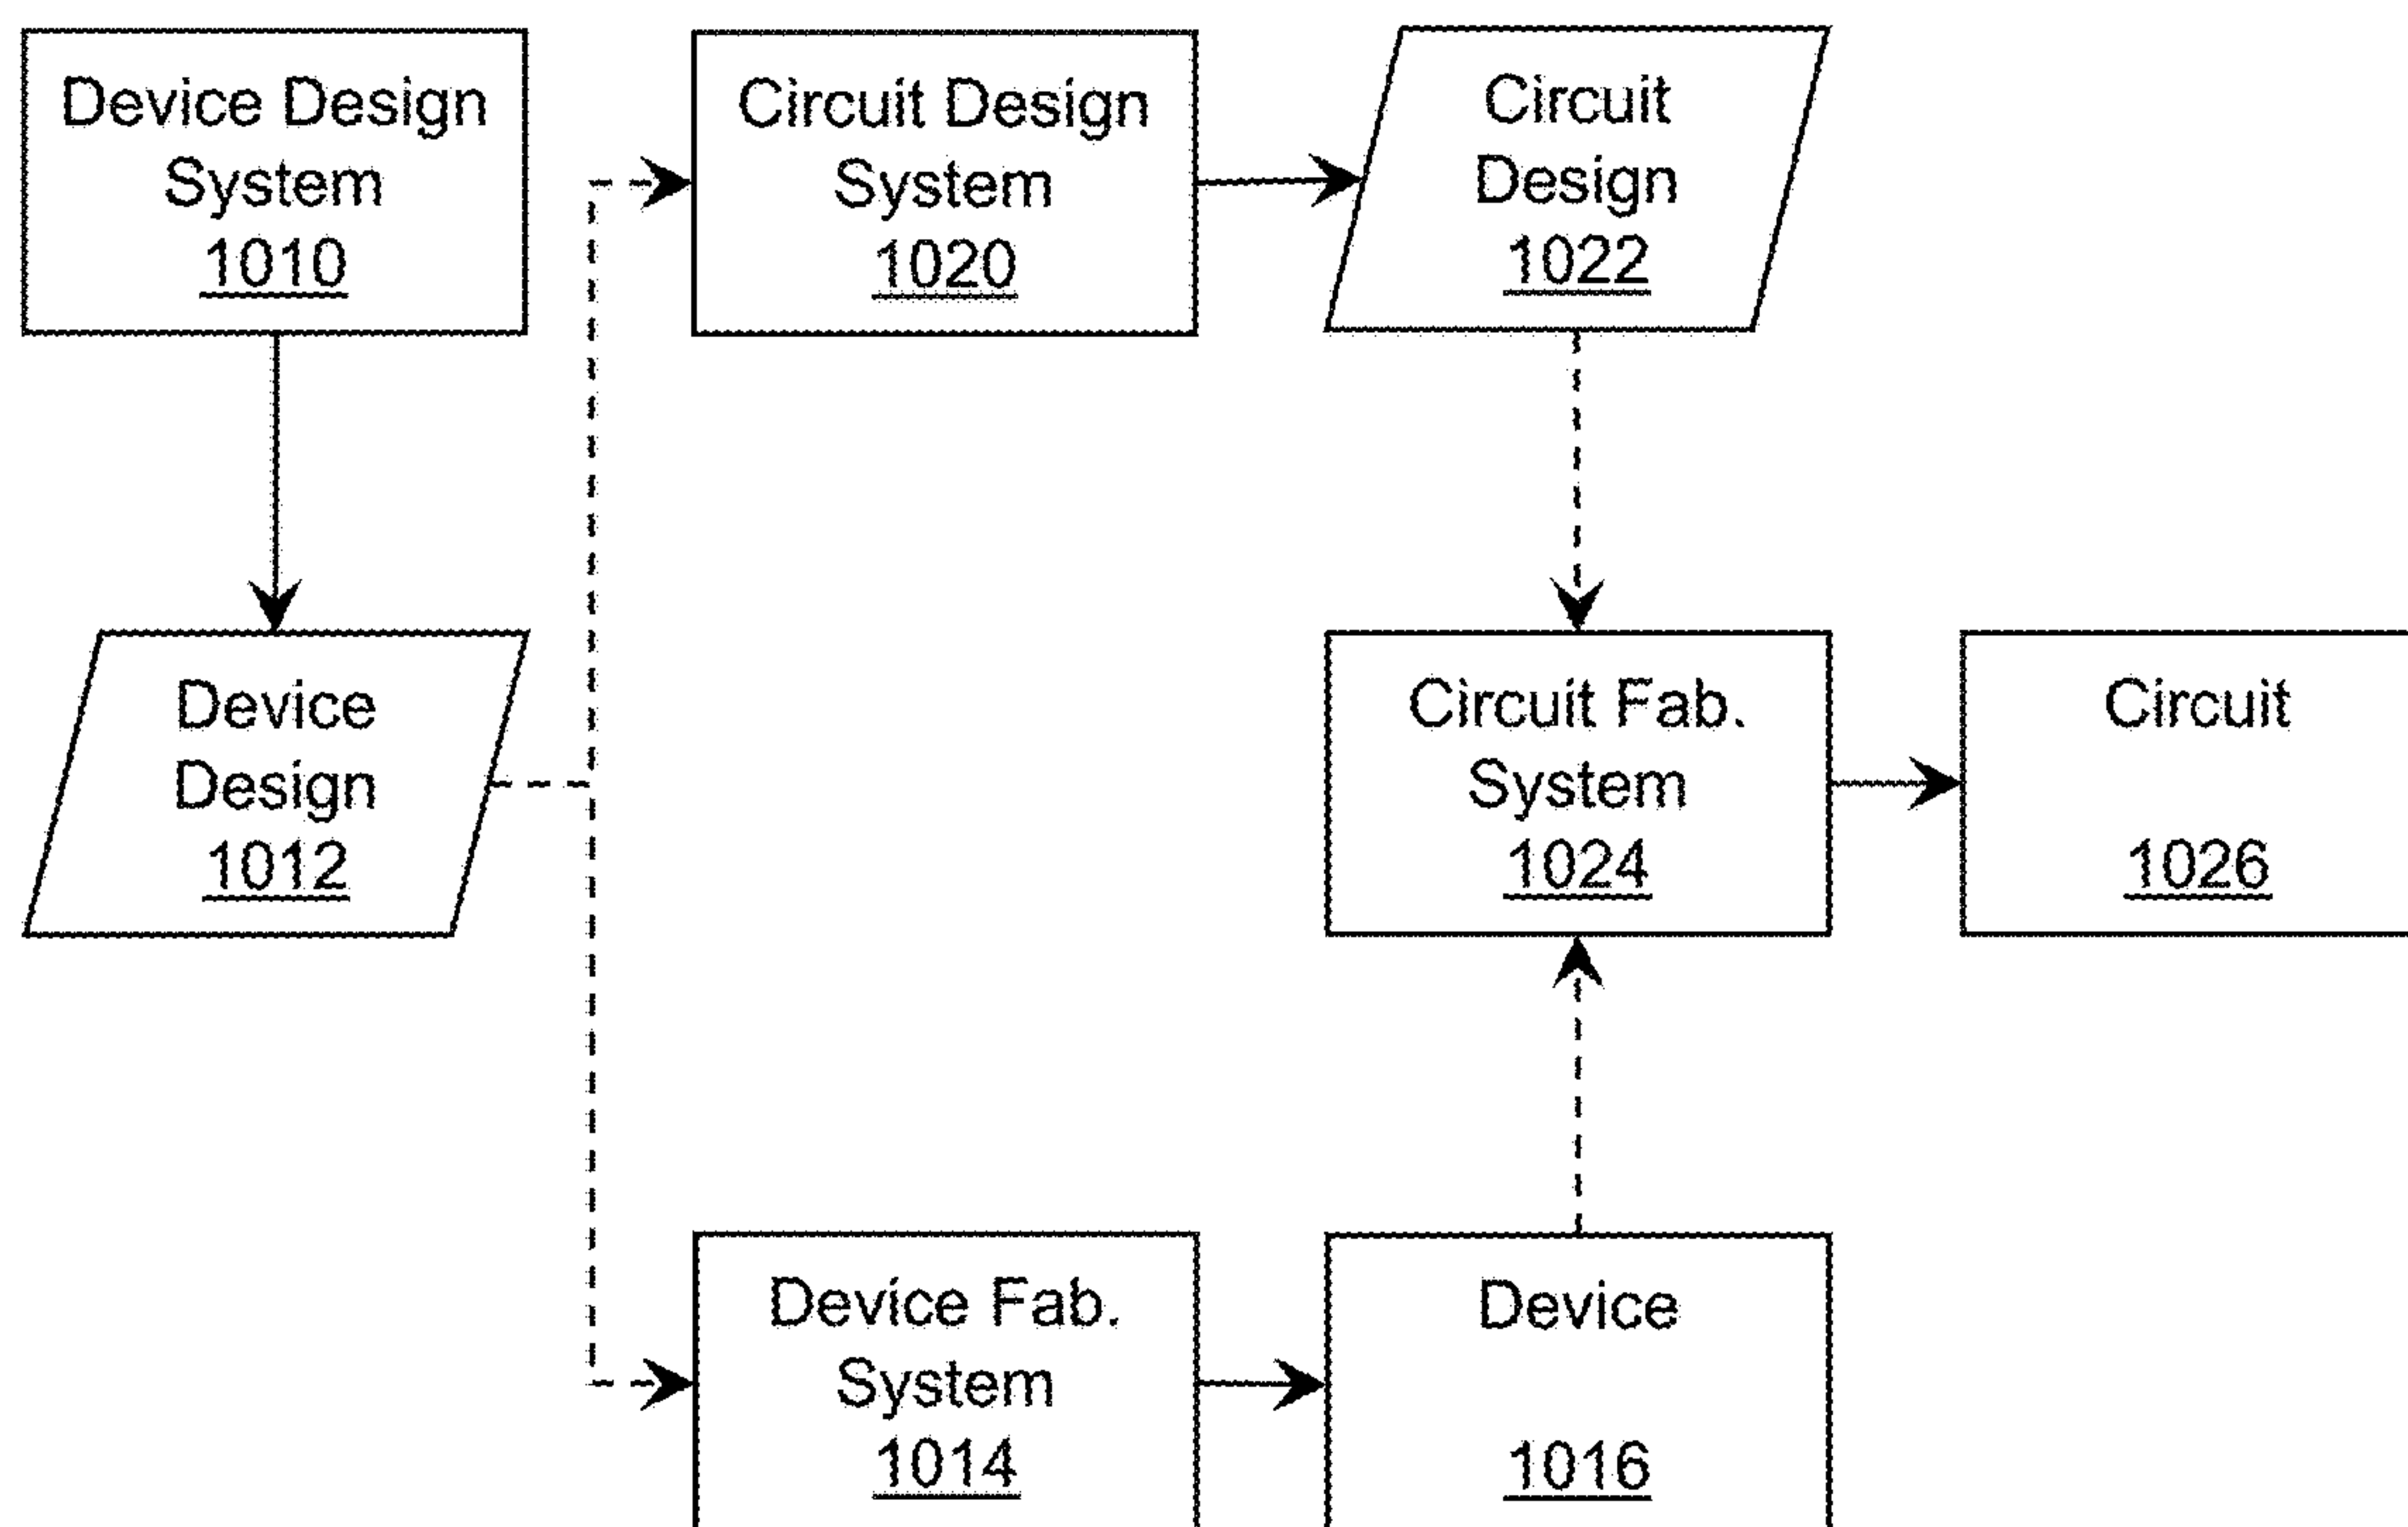 Device Design
System
1010
Circuit Design
System
1020
Circuit
Design
1022
Device
Design
1012
Circuit Fab.
System
1024
Circuit
1026
Device Fab.
System
1014
Device
1016